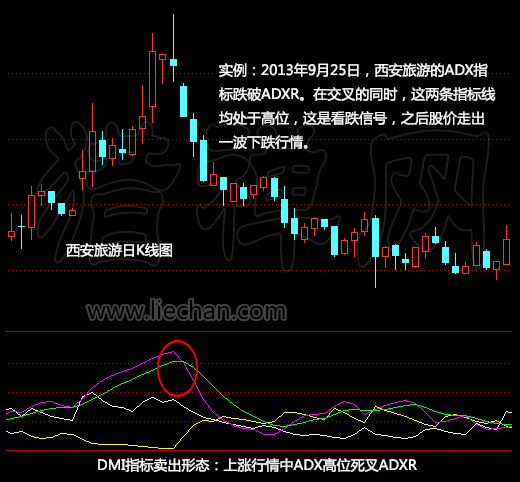 实例：2013年9月25日，西安旅游的ADX指
标跌破ADXR。在交叉的同时，这两条指标线
均处于高位，这是看跌信号，之后股价走出
一波下跌行情。
猎禅网
西安旅游日K线图
www.liechan.com
DMI指标卖出形态：上涨行情中ADX高位死叉ADXR